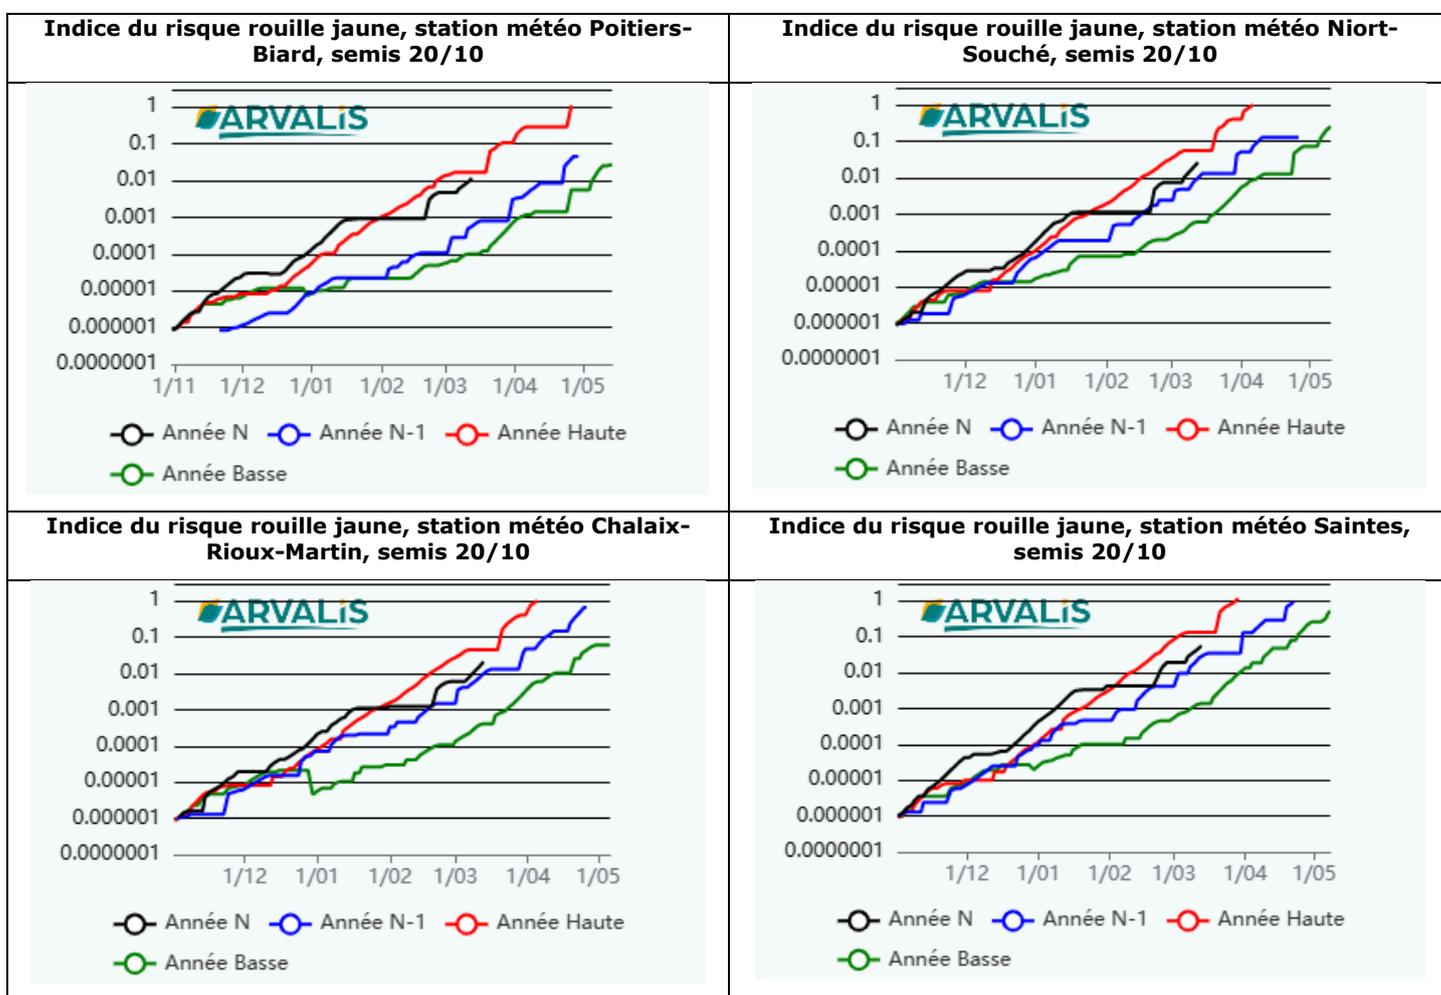 Indice du risque rouille jaune, station météo Poitiers-
Biard, semis 20/10
1
ARVALiS
0.1
0.01
0.001
0.0001
0.00001
0.000001
0.0000001
1/11 1/12 1/01 1/02 1/03 1/04 1/05
Année N Année N-1 Année Haute
Année Basse
Indice du risque rouille jaune, station météo Niort-
Souché, semis 20/10
1
ARVALiS
0.1
0.01
0.001
0.0001
0.00001
0.000001
0.0000001
1/12 1/01 1/02 1/03 1/04 1/05
Année N Année N-1 Année Haute
Année Basse
Indice du risque rouille jaune, station météo Chalaix-
Rioux-Martin, semis 20/10
1
ARVALiS
0.1
0.01
0.001
0.0001
0.00001
0.000001
0.0000001
1/12 1/01 1/02 1/03 1/04 1/05
Année N Année N-1 Année Haute
Année Basse
Indice du risque rouille jaune, station météo Saintes,
semis 20/10
1
ARVALiS
0.1
0.01
0.001
0.0001
0.00001
0.000001
0.0000001
1/12 1/01 1/02 1/03 1/04 1/05
Année N Année N-1 Année Haute
Année Basse